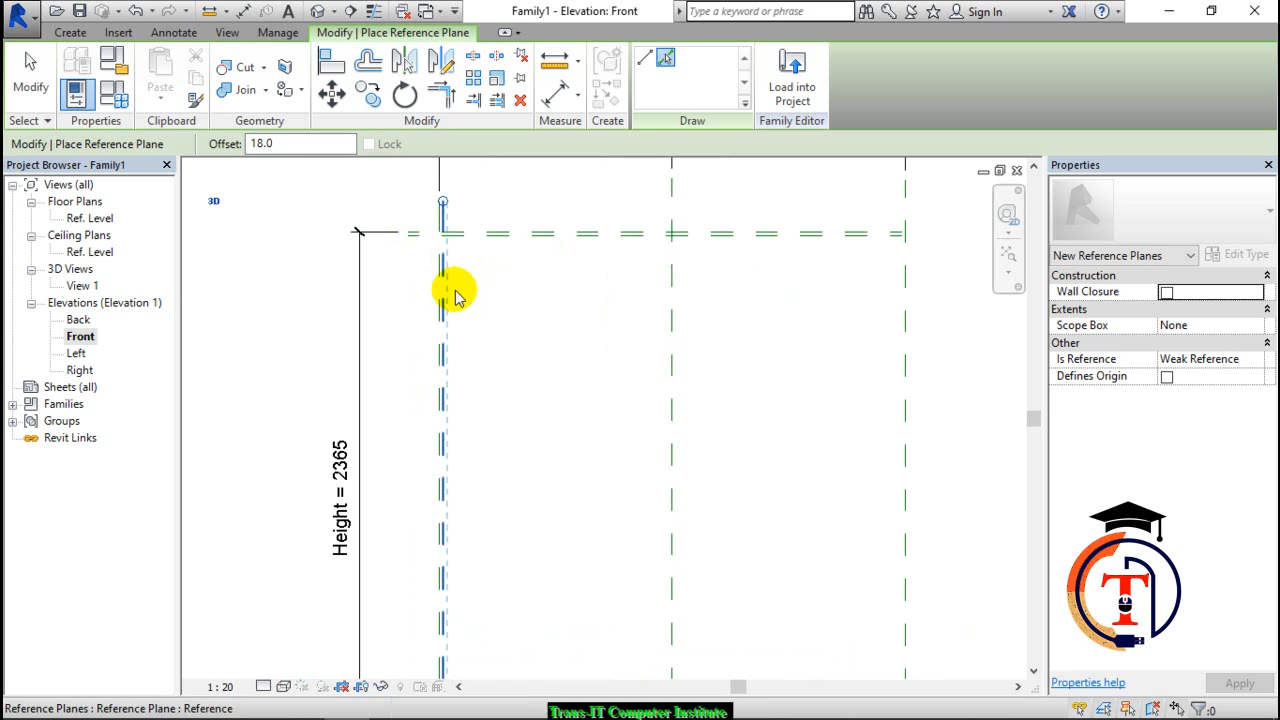 Family1 - Elevation: Front
Type a keyword or phrase
Sign In
Create
Insert
Annotate
View
Manage
Modify | Place Reference Plane
Modify
Paste
Cut
Join
Load into
Project
Select
Properties
Clipboard
Geometry
Modify
Measure
Create
Draw
Family Editor
Modify | Place Reference Plane
Offset: 18.0
Lock
Project Browser - Family1
Views (all)
Floor Plans
Ref. Level
Ceiling Plans
Ref. Level
3D Views
View 1
Elevations (Elevation 1)
Back
Front
Left
Right
Sheets (all)
Families
Groups
Revit Links
3D
Height = 2365
2D
Properties
New Reference Planes
Edit Type
Construction
Wall Closure
Extents
Scope Box None
Other
Is Reference Weak Reference
Defines Origin
T
Properties help
Apply
1 : 20
Reference Planes : Reference Plane : Reference
Trans-IT Computer Institute
:0